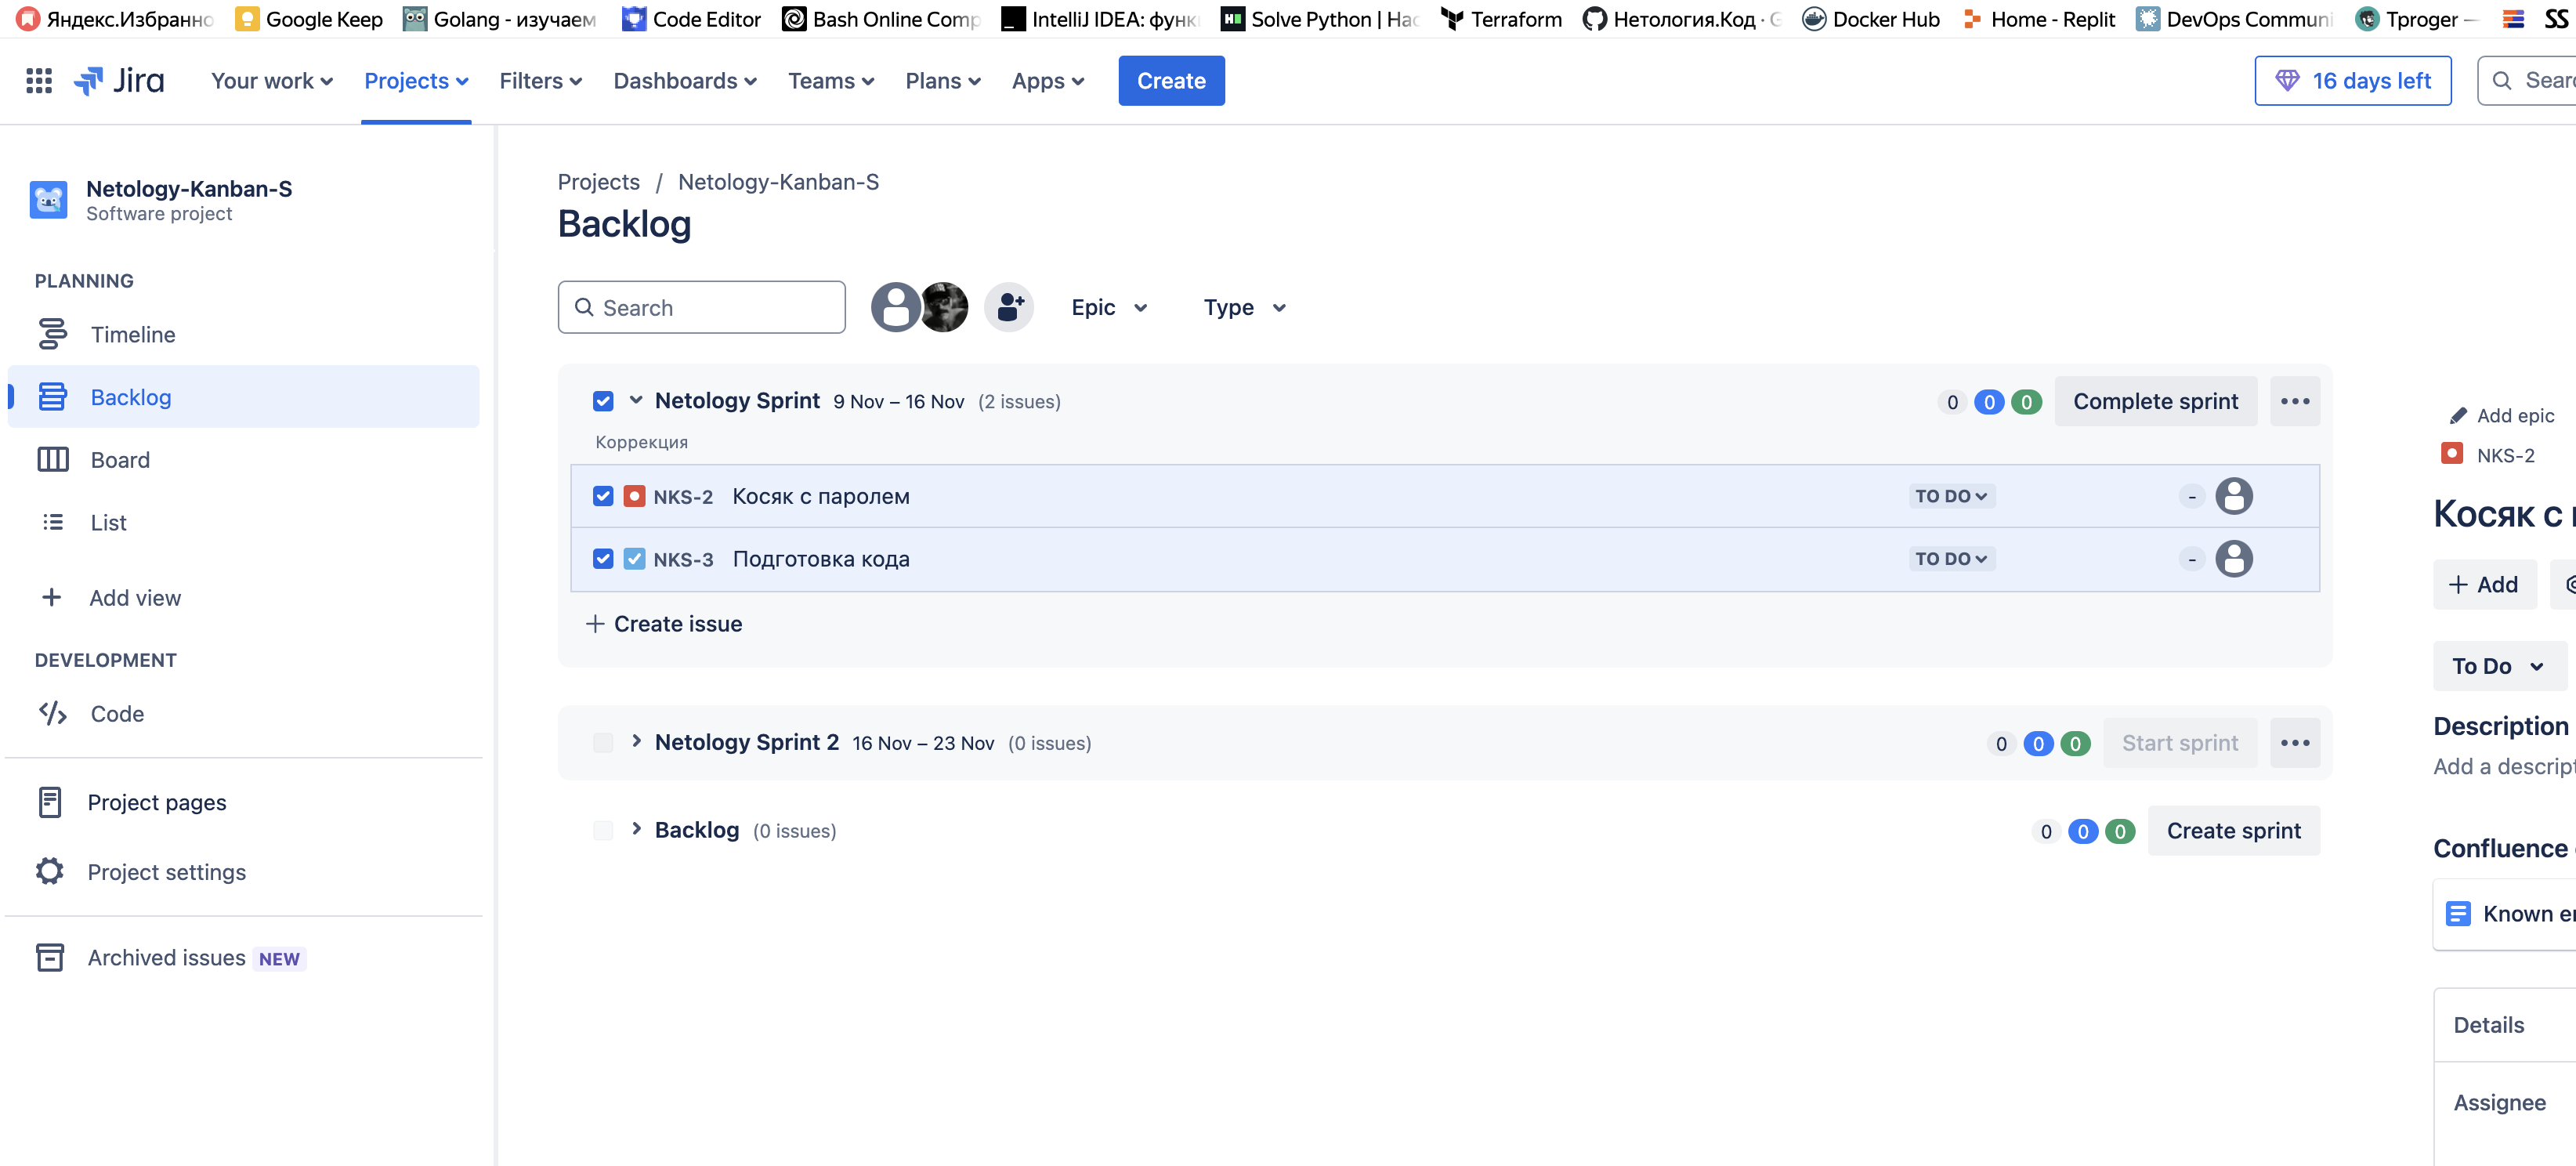 Яндекс.Избранно Google Keep Golang - изучаем Code Editor Bash Online Comp IntelliJ IDEA: функ Solve Python | Hac Terraform Нетология.Код · G Docker Hub Home - Replit DevOps Communi Tproger — SS
Jira Your work Projects Filters Dashboards Teams Plans Apps Create 16 days left Sear
Netology-Kanban-S
Software project
PLANNING
Timeline
Backlog
Board
List
Add view
DEVELOPMENT
Code
Project pages
Project settings
Archived issues NEW
Projects / Netology-Kanban-S
Backlog
Search Epic Type
Netology Sprint 9 Nov – 16 Nov (2 issues) 0 0 0 Complete sprint •••
Коррекция
NKS-2 Косяк с паролем TO DO -
NKS-3 Подготовка кода TO DO -
+ Create issue
Netology Sprint 2 16 Nov – 23 Nov (0 issues) 0 0 0 Start sprint •••
Backlog (0 issues) 0 0 0 Create sprint
Add epic
NKS-2
Косяк с
+ Add
To Do
Description
Add a descript
Confluence
Known er
Details
Assignee